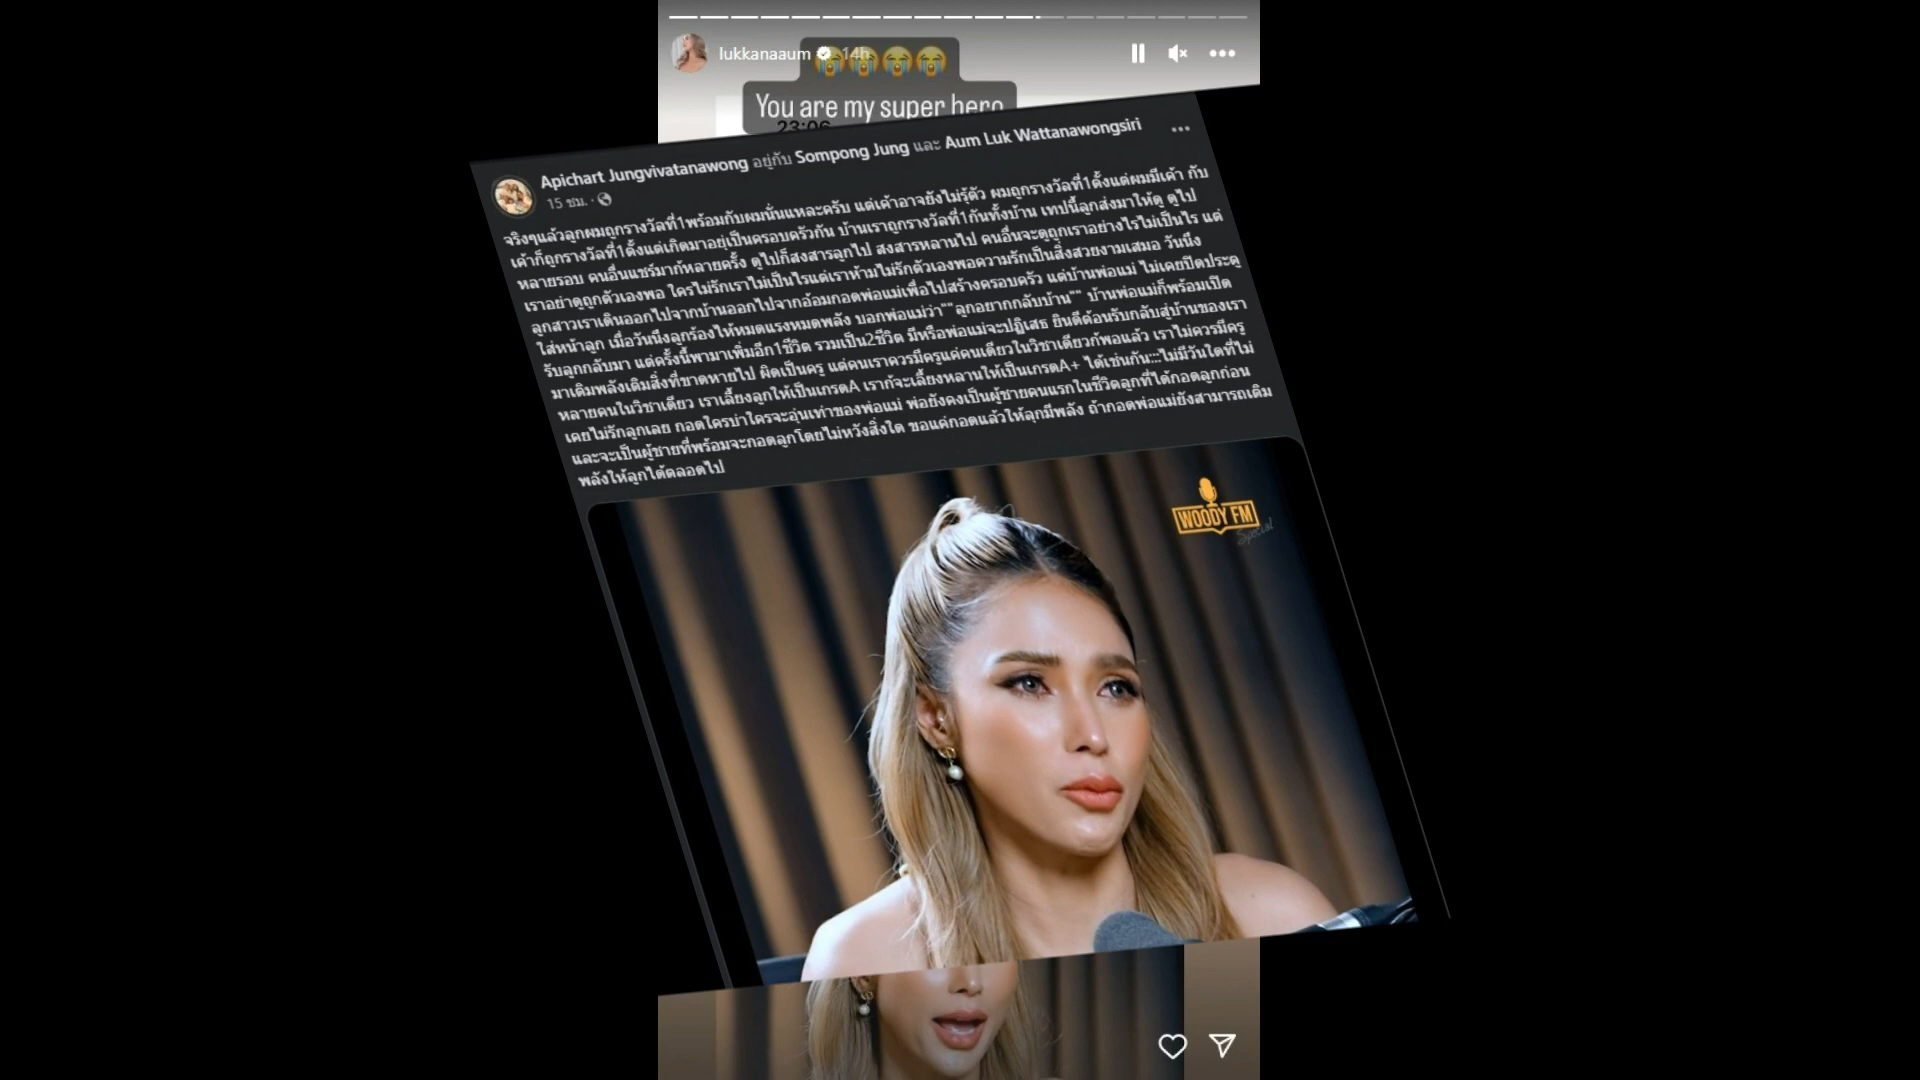 lukkanaaum 14h
😭😭😭😭
You are my super hero
23:06
Apichart Jungvivatanawong อยู่กับ Sompong Jung และ Aum Luk Wattanawongsiri
15 ชม.
จริงๆแล้วลูกผมถูกรางวัลที่1พร้อมกับผมนั่นแหละครับ แต่เค้าอาจยังไม่รุ้ตัว ผมถูกรางวัลที่1ตั้งแต่ผมมีเค้า กับ
เค้าก็ถูกรางวัลที่1ตั้งแต่เกิดมาอยุ่เป็นครอบครัวกัน บ้านเราถูกรางวัลที่1กันทั้งบ้าน เทปนี้ลูกส่งมาให้ดู ดูไป
หลายรอบ คนอื่นแชร์มาก้หลายครั้ง ดูไปก็สงสารลูกไป สงสารหลานไป คนอื่นจะดูถูกเราอย่างไรไม่เป็นไร แต่
เราอย่าดูถูกตัวเองพอ ใครไม่รักเราไม่เป็นไรแต่เราห้ามไม่รักตัวเองพอความรักเป็นสิ่งสวยงามเสมอ วันนึง
ลูกสาวเราเดินออกไปจากบ้านออกไปจากอ้อมกอดพ่อแม่เพื่อไปสร้างครอบครัว แต่บ้านพ่อแม่ ไม่เคยปิดประตู
ใส่หน้าลูก เมื่อวันนึงลูกร้องไห้หมดแรงหมดพลัง บอกพ่อแม่ว่า""ลูกอยากกลับบ้าน"" บ้านพ่อแม่ก็พร้อมเปิด
รับลูกกลับมา แต่ครั้งนี้พามาเพิ่มอีก1ชีวิต รวมเป็น2ชีวิต มีหรือพ่อแม่จะปฏิเสธ ยินดีต้อนรับกลับสู่บ้านของเรา
มาเติมพลังเติมสิ่งที่ขาดหายไป ผิดเป็นครู แต่คนเราควรมีครูแค่คนเดียวในวิชาเดียวก้พอแล้ว เราไม่ควรมีครู
หลายคนในวิชาเดียว เราเลี้ยงลูกให้เป็นเกรดA เราก้จะเลี้ยงหลานให้เป็นเกรดA+ ได้เช่นกัน:::ไม่มีวันใดที่ไม่
เคยไม่รักลูกเลย กอดใครบ่าใครจะอุ่นเท่าของพ่อแม่ พ่อยังคงเป็นผู้ชายคนแรกในชีวิตลูกที่ได้กอดลูกก่อน
และจะเป็นผู้ชายที่พร้อมจะกอดลูกโดยไม่หวังสิ่งใด ขอแค่กอดแล้วให้ลูกมีพลัง ถ้ากอดพ่อแม่ยังสามารถเติม
พลังให้ลูกได้ตลอดไป
WOODY FM
Special